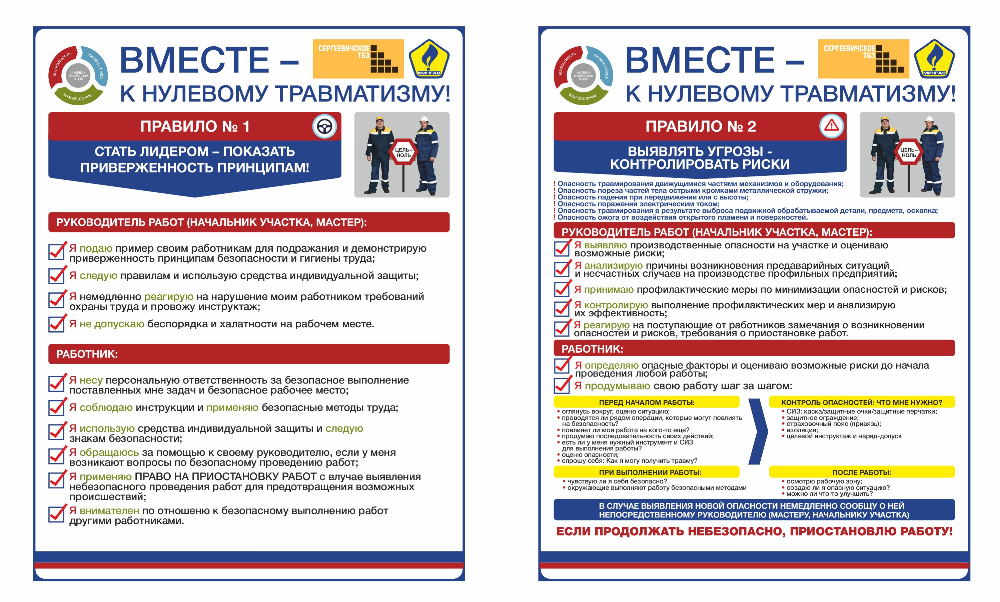 БЕЗОПАСНОСТЬ
ГИГИЕНА ТРУДА
БЛАГОПОЛУЧИЕ
НУЛЕВОЙ
ТРАВМАТИЗМ
В ЦПБ
ВМЕСТЕ –
СЕРГЕЕВИЧСКОЕ
ТБЗ
МИНГАЗ
К НУЛЕВОМУ ТРАВМАТИЗМУ!
ПРАВИЛО № 1
СТАТЬ ЛИДЕРОМ – ПОКАЗАТЬ
ПРИВЕРЖЕННОСТЬ ПРИНЦИПАМ!
ЦЕЛЬ –
НОЛЬ
РУКОВОДИТЕЛЬ РАБОТ (НАЧАЛЬНИК УЧАСТКА, МАСТЕР):
Я подаю пример своим работникам для подражания и демонстрирую
приверженность принципам безопасности и гигиены труда;
Я следую правилам и использую средства индивидуальной защиты;
Я немедленно реагирую на нарушение моим работником требований
охраны труда и провожу инструктаж;
Я не допускаю беспорядка и халатности на рабочем месте.
РАБОТНИК:
Я несу персональную ответственность за безопасное выполнение
поставленных мне задач и безопасное рабочее место;
Я соблюдаю инструкции и применяю безопасные методы труда;
Я использую средства индивидуальной защиты и следую
знакам безопасности;
Я обращаюсь за помощью к своему руководителю, если у меня
возникают вопросы по безопасному проведению работ;
Я применяю ПРАВО НА ПРИОСТАНОВКУ РАБОТ с влучае выявления
небезопасного проведения работ для предотвращения возможных
происшествий;
Я внимателен по отношеню к безопасному выполнению работ
другими работниками.
БЕЗОПАСНОСТЬ
ГИГИЕНА ТРУДА
БЛАГОПОЛУЧИЕ
НУЛЕВОЙ
ТРАВМАТИЗМ
В ЦПБ
ВМЕСТЕ –
СЕРГЕЕВИЧСКОЕ
ТБЗ
МИНГАЗ
К НУЛЕВОМУ ТРАВМАТИЗМУ!
ПРАВИЛО № 2
ВЫЯВЛЯТЬ УГРОЗЫ -
КОНТРОЛИРОВАТЬ РИСКИ
ЦЕЛЬ –
НОЛЬ
! Опасность травмирования движущимися частями механизмов и оборудования;
! Опасность пореза частей тела острыми кромками металлической стружки;
! Опасность падения при передвижении или с высоты;
! Опасность поражения электрическим током;
! Опасность травмирования в результате выброса подвижной обрабатываемой детали, предмета, осколка;
! Опасность ожога от воздействия открытого пламени и поверхностей.
РУКОВОДИТЕЛЬ РАБОТ (НАЧАЛЬНИК УЧАСТКА, МАСТЕР):
Я выявляю производственные опасности на участке и оцениваю
возможные риски;
Я анализирую причины возникновения предаварийных ситуаций
и несчастных случаев на производстве профильных предприятий;
Я принимаю профилактические меры по минимизации опасностей и рисков;
Я контролирую выполнение профилактических мер и анализирую
их эффективность;
Я реагирую на поступающие от работников замечания о возникновении
опасностей и рисков, требования о приостановке работ.
РАБОТНИК:
Я определяю опасные факторы и оцениваю возможные риски до начала
проведения любой работы;
Я продумываю свою работу шаг за шагом:
ПЕРЕД НАЧАЛОМ РАБОТЫ:
• оглянусь вокруг, оценю ситуацию;
• проводятся ли рядом операции, которые могут повлиять
на безопасность?
• повлияет ли моя работа на кого-то еще?
• продумаю последовательность своих действий;
• есть ли у меня нужный инструмент и СИЗ
для выполнения работы?
• оценю опасности;
• спрошу себя: Как я могу получить травму?
КОНТРОЛЬ ОПАСНОСТЕЙ: ЧТО МНЕ НУЖНО?
• СИЗ: каска/защитные очки/защитные перчатки;
• защитное ограждение;
• страховочный пояс (привязь);
• изоляция;
• целевой инструктаж и наряд-допуск
ПРИ ВЫПОЛНЕНИИ РАБОТЫ:
• чувствую ли я себя безопасно?
• окружающие выполняют работу безопасными методами
ПОСЛЕ РАБОТЫ:
• осмотрю рабочую зону;
• создаю ли я опасную ситуацию?
• можно ли что-то улучшить?
В СЛУЧАЕ ВЫЯВЛЕНИЯ НОВОЙ ОПАСНОСТИ НЕМЕДЛЕННО СООБЩУ О НЕЙ
НЕПОСРЕДСТВЕННОМУ РУКОВОДИТЕЛЮ (МАСТЕРУ, НАЧАЛЬНИКУ УЧАСТКА)
ЕСЛИ ПРОДОЛЖАТЬ НЕБЕЗОПАСНО, ПРИОСТАНОВЛЮ РАБОТУ!